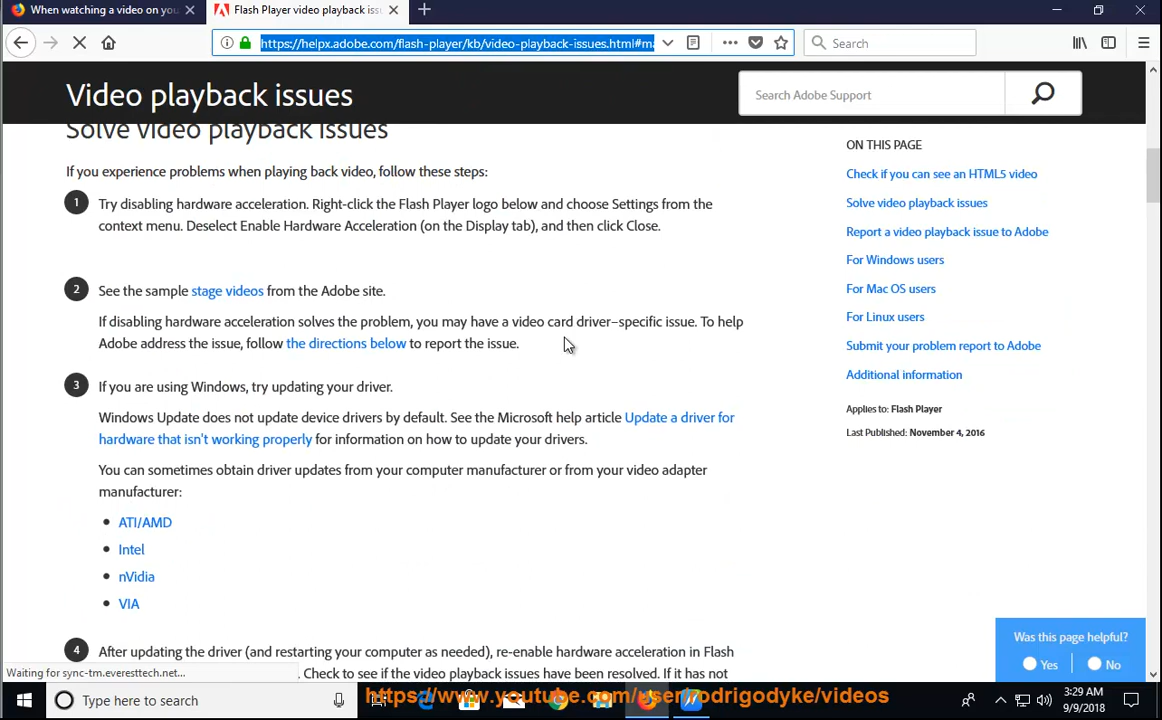 When watching a video on you
Flash Player video playback iss
https://helpx.adobe.com/flash-player/kb/video-playback-issues.html#m
Search
Video playback issues
Search Adobe Support
Solve video playback issues
If you experience problems when playing back video, follow these steps:
1 Try disabling hardware acceleration. Right-click the Flash Player logo below and choose Settings from the
context menu. Deselect Enable Hardware Acceleration (on the Display tab), and then click Close.
2 See the sample stage videos from the Adobe site.
If disabling hardware acceleration solves the problem, you may have a video card driver–specific issue. To help
Adobe address the issue, follow the directions below to report the issue.
3 If you are using Windows, try updating your driver.
Windows Update does not update device drivers by default. See the Microsoft help article Update a driver for
hardware that isn't working properly for information on how to update your drivers.
You can sometimes obtain driver updates from your computer manufacturer or from your video adapter
manufacturer:
ATI/AMD
Intel
nVidia
VIA
4 After updating the driver (and restarting your computer as needed), re-enable hardware acceleration in Flash
Check to see if the video playback issues have been resolved. If it has not
ON THIS PAGE
Check if you can see an HTML5 video
Solve video playback issues
Report a video playback issue to Adobe
For Windows users
For Mac OS users
For Linux users
Submit your problem report to Adobe
Additional information
Applies to: Flash Player
Last Published: November 4, 2016
Was this page helpful?
Yes
No
Waiting for sync-tm.everesttech.net...
Type here to search
https://www.youtube.com/user/rodrigodyke/videos
3:29 AM
9/9/2018